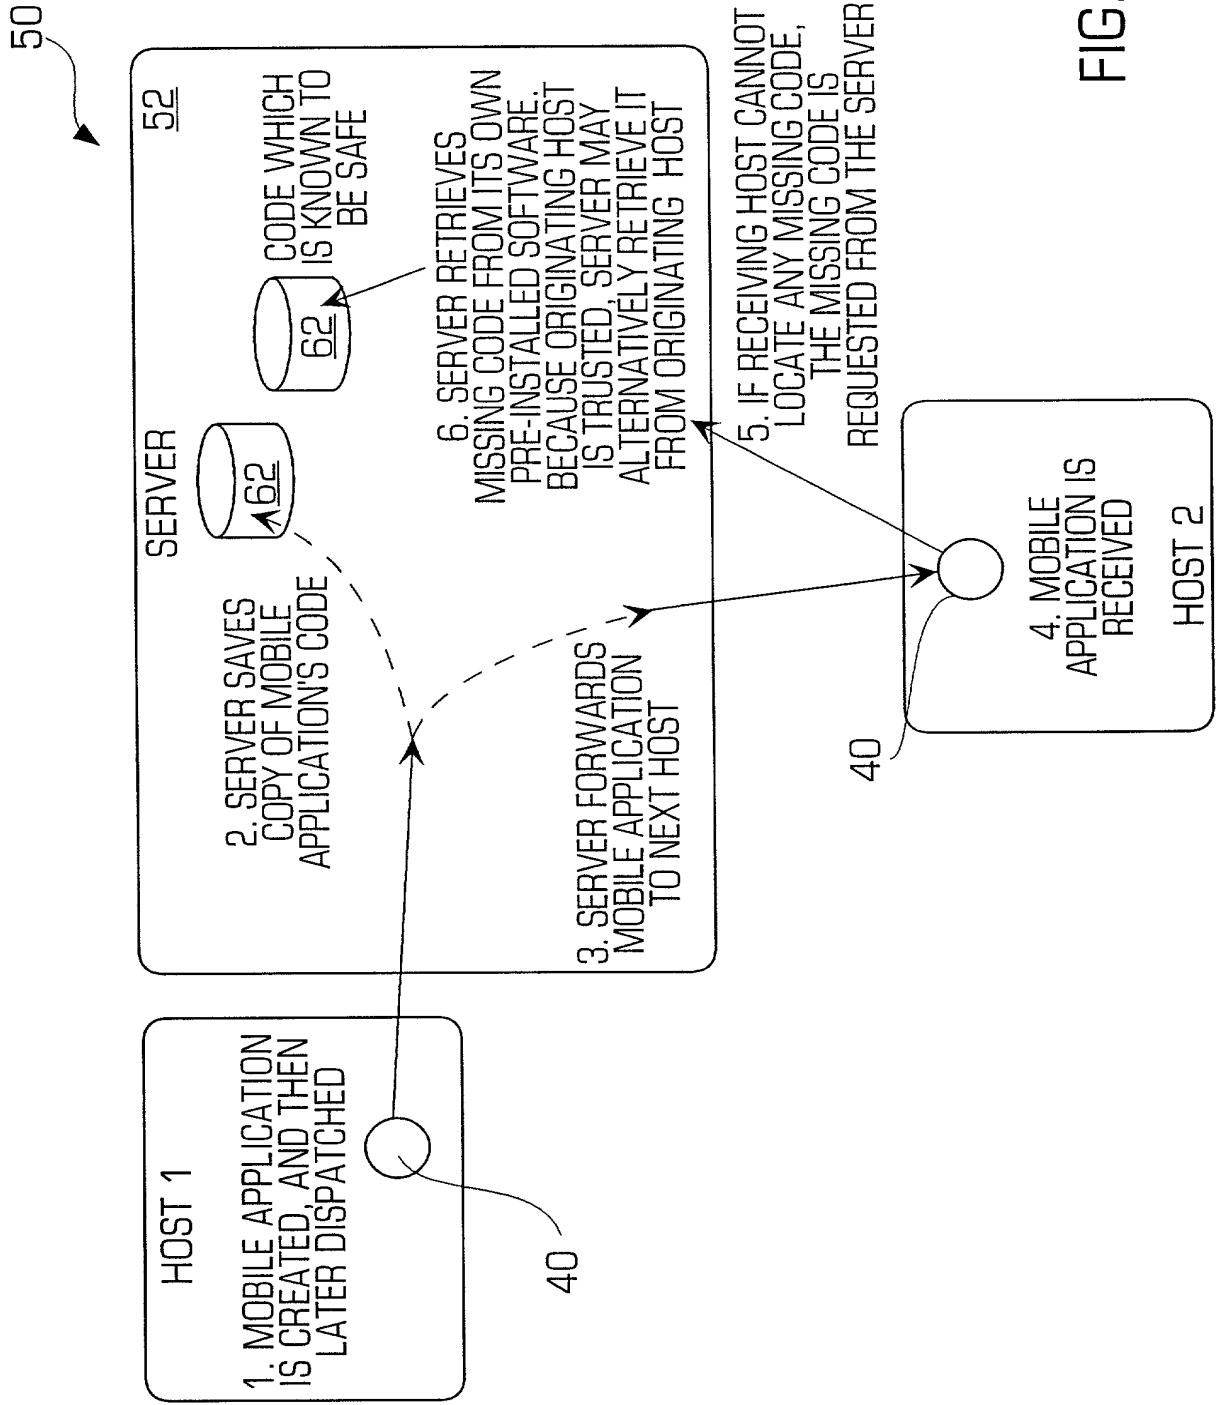 50
52
SERVER
62
62
CODE WHICH
IS KNOWN TO
BE SAFE
HOST 1
1. MOBILE APPLICATION
IS CREATED, AND THEN
LATER DISPATCHED
40
2. SERVER SAVES
COPY OF MOBILE
APPLICATION'S CODE
3. SERVER FORWARDS
MOBILE APPLICATION
TO NEXT HOST
40
4. MOBILE
APPLICATION IS
RECEIVED
HOST 2
5. IF RECEIVING HOST CANNOT
LOCATE ANY MISSING CODE,
THE MISSING CODE IS
REQUESTED FROM THE SERVER
6. SERVER RETRIEVES
MISSING CODE FROM ITS OWN
PRE-INSTALLED SOFTWARE.
BECAUSE ORIGINATING HOST
IS TRUSTED, SERVER MAY
ALTERNATIVELY RETRIEVE IT
FROM ORIGINATING HOST
FIG.